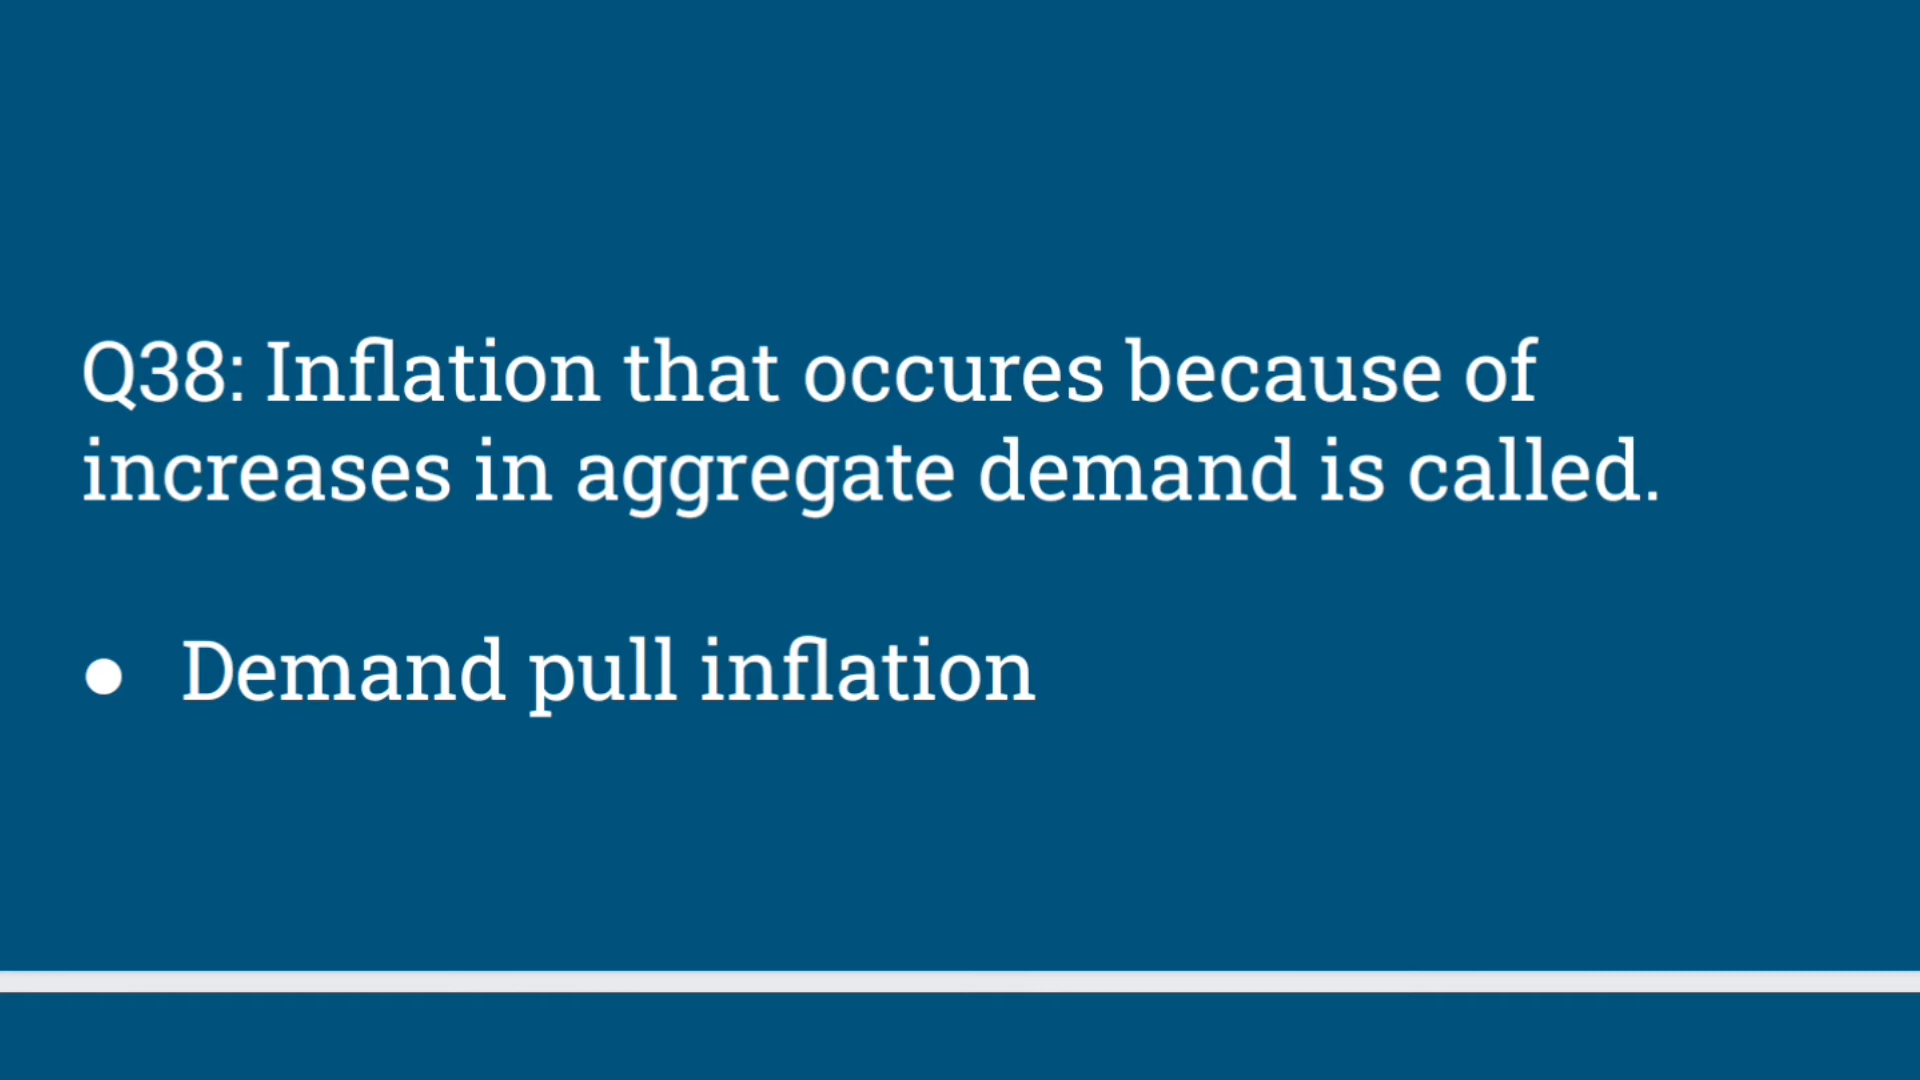 Q38: Inflation that occures because of
increases in aggregate demand is called.
● Demand pull inflation